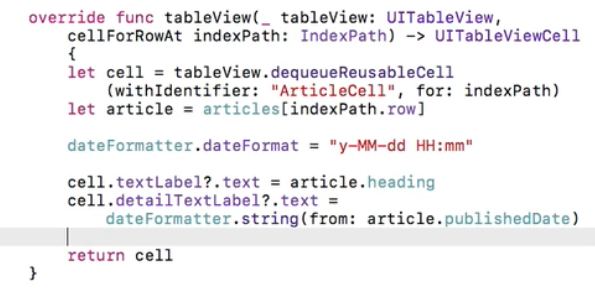 override func tableView(_ tableView: UITableView,
cellForRowAt indexPath: IndexPath) -> UITableViewCell
{
let cell = tableView.dequeueReusableCell
(withIdentifier: "ArticleCell", for: indexPath)
let article = articles[indexPath.row]
dateFormatter.dateFormat = "y-MM-dd HH:mm"
cell.textLabel?.text = article.heading
cell.detailTextLabel?.text =
dateFormatter.string(from: article.publishedDate)
return cell
}